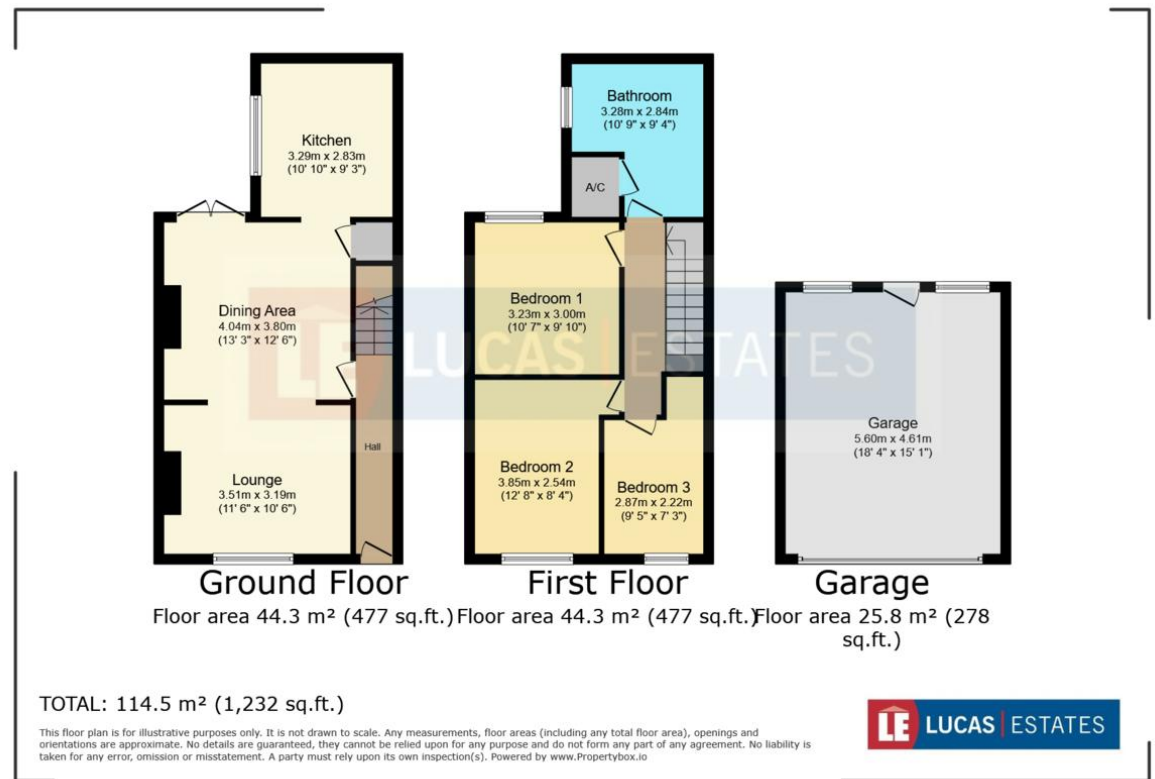 Kitchen
3.29m x 2.83m
(10' 10" x 9' 3")
Dining Area
4.04m x 3.80m
(13' 3" x 12' 6")
Hall
Lounge
3.51m x 3.19m
(11' 6" x 10' 6")
Bathroom
3.28m x 2.84m
(10' 9" x 9' 4")
A/C
Bedroom 1
3.23m x 3.00m
(10' 7" x 9' 10")
Bedroom 2
3.85m x 2.54m
(12' 8" x 8' 4")
Bedroom 3
2.87m x 2.22m
(9' 5" x 7' 3")
Garage
5.60m x 4.61m
(18' 4" x 15' 1")
LE LUCAS | ESTATES
Ground Floor
Floor area 44.3 m² (477 sq.ft.)
First Floor
Floor area 44.3 m² (477 sq.ft.)
Garage
Floor area 25.8 m² (278
sq.ft.)
TOTAL: 114.5 m² (1,232 sq.ft.)
This floor plan is for illustrative purposes only. It is not drawn to scale. Any measurements, floor areas (including any total floor area), openings and
orientations are approximate. No details are guaranteed, they cannot be relied upon for any purpose and do not form any part of any agreement. No liability is
taken for any error, omission or misstatement. A party must rely upon its own inspection(s). Powered by www.Propertybox.io
LE LUCAS | ESTATES